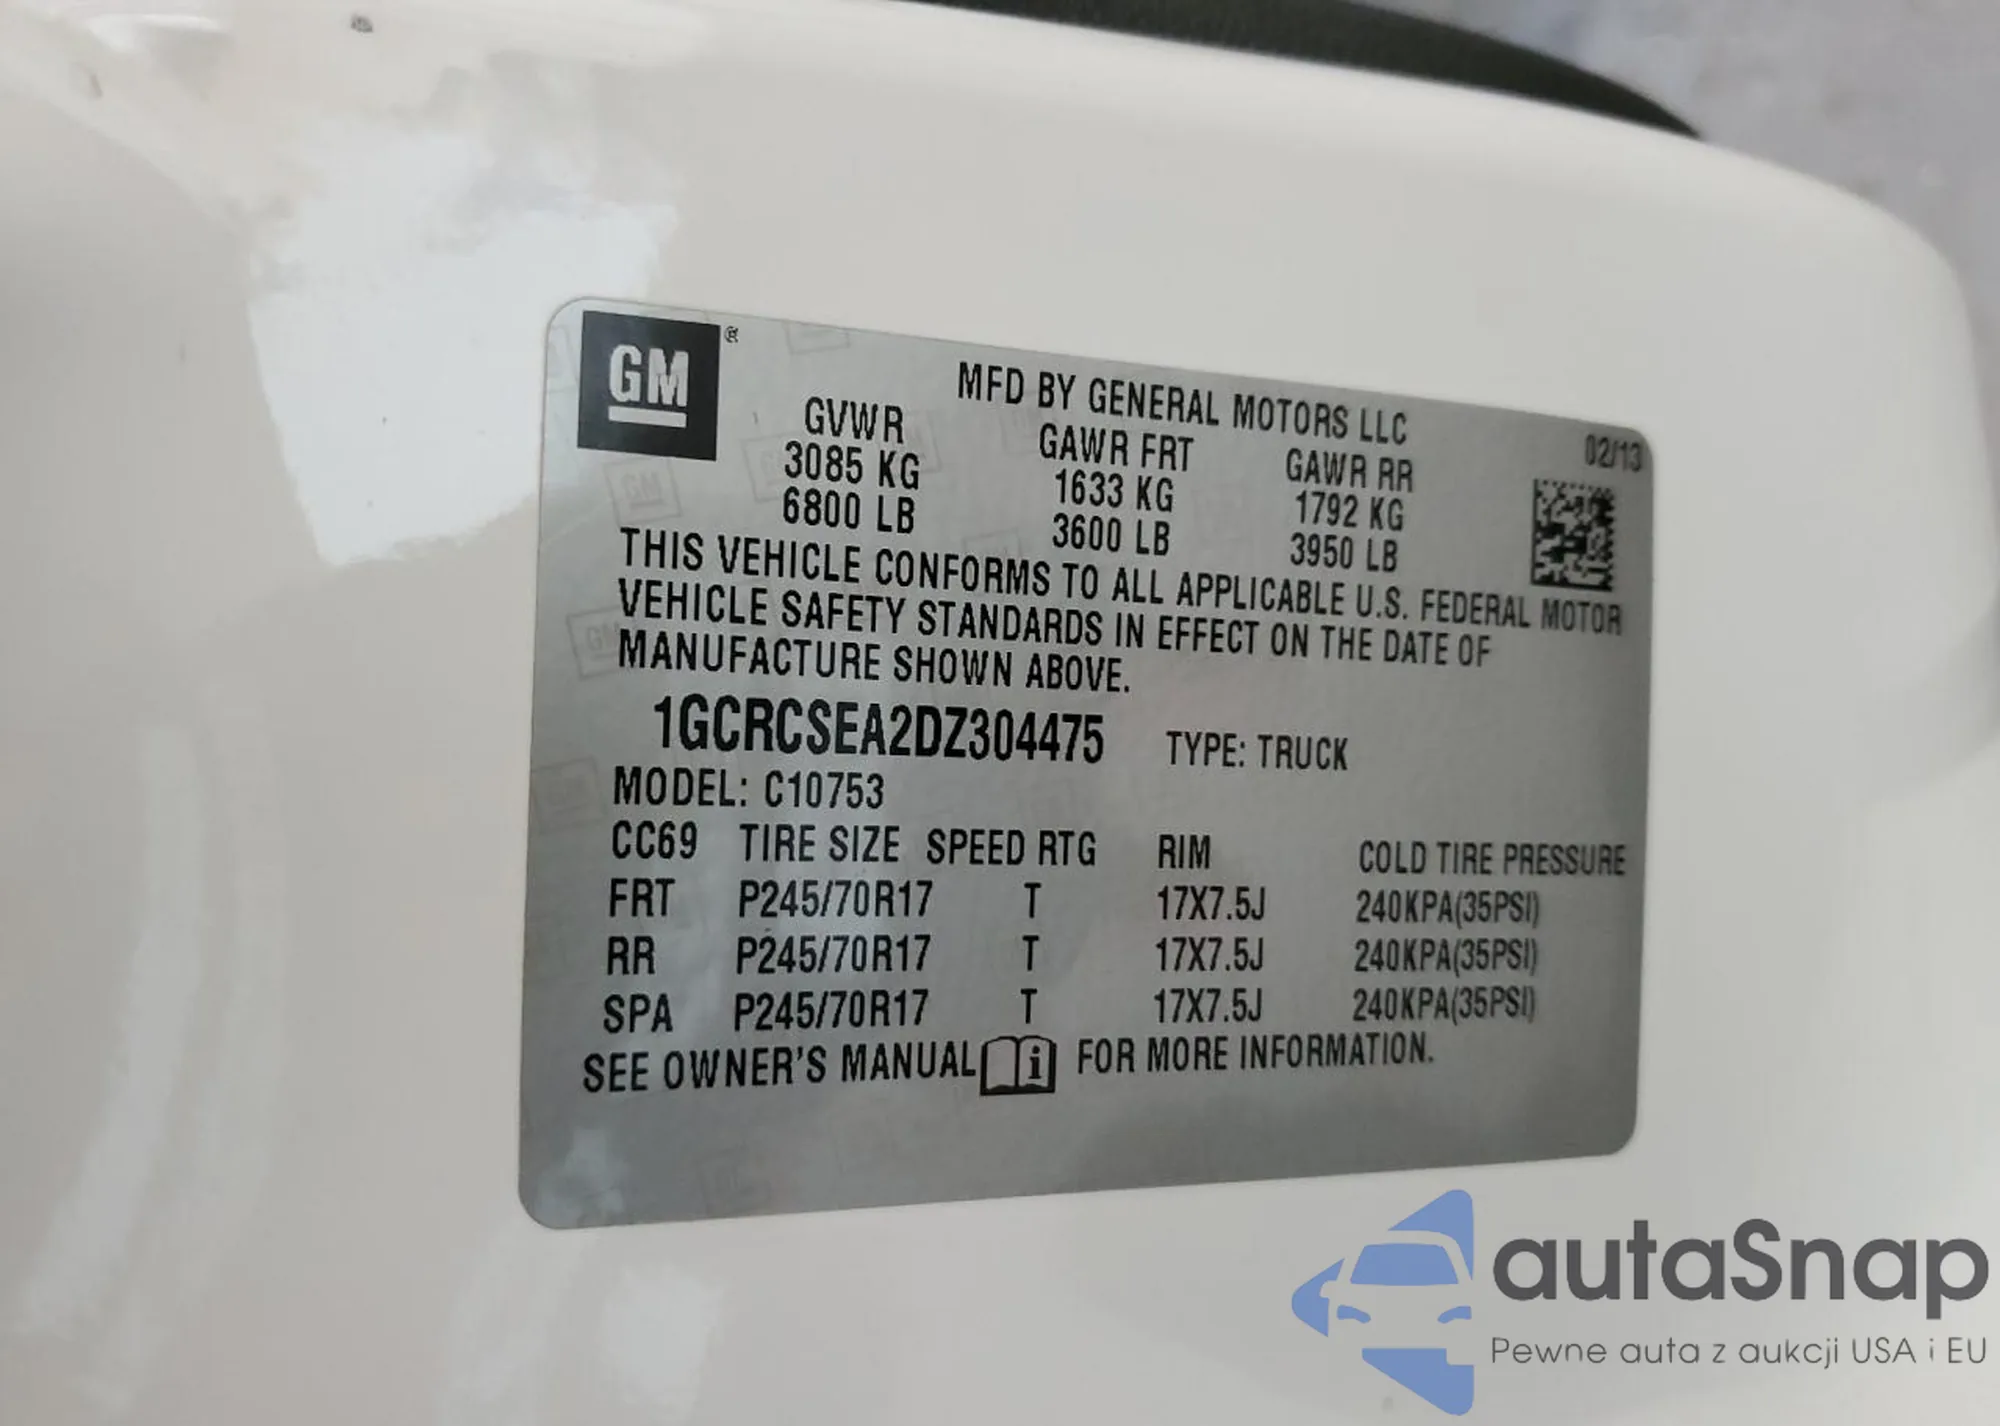 GM ®
MFD BY GENERAL MOTORS LLC
02/13
GVWR GAWR FRT GAWR RR
3085 KG 1633 KG 1792 KG
6800 LB 3600 LB 3950 LB
THIS VEHICLE CONFORMS TO ALL APPLICABLE U.S. FEDERAL MOTOR
VEHICLE SAFETY STANDARDS IN EFFECT ON THE DATE OF
MANUFACTURE SHOWN ABOVE.
1GCRCSEA2DZ304475 TYPE: TRUCK
MODEL: C10753
CC69 TIRE SIZE SPEED RTG RIM COLD TIRE PRESSURE
FRT P245/70R17 T 17X7.5J 240KPA(35PSI)
RR P245/70R17 T 17X7.5J 240KPA(35PSI)
SPA P245/70R17 T 17X7.5J 240KPA(35PSI)
SEE OWNER'S MANUAL i FOR MORE INFORMATION.
autaSnap
Pewne auta z aukcji USA i EU